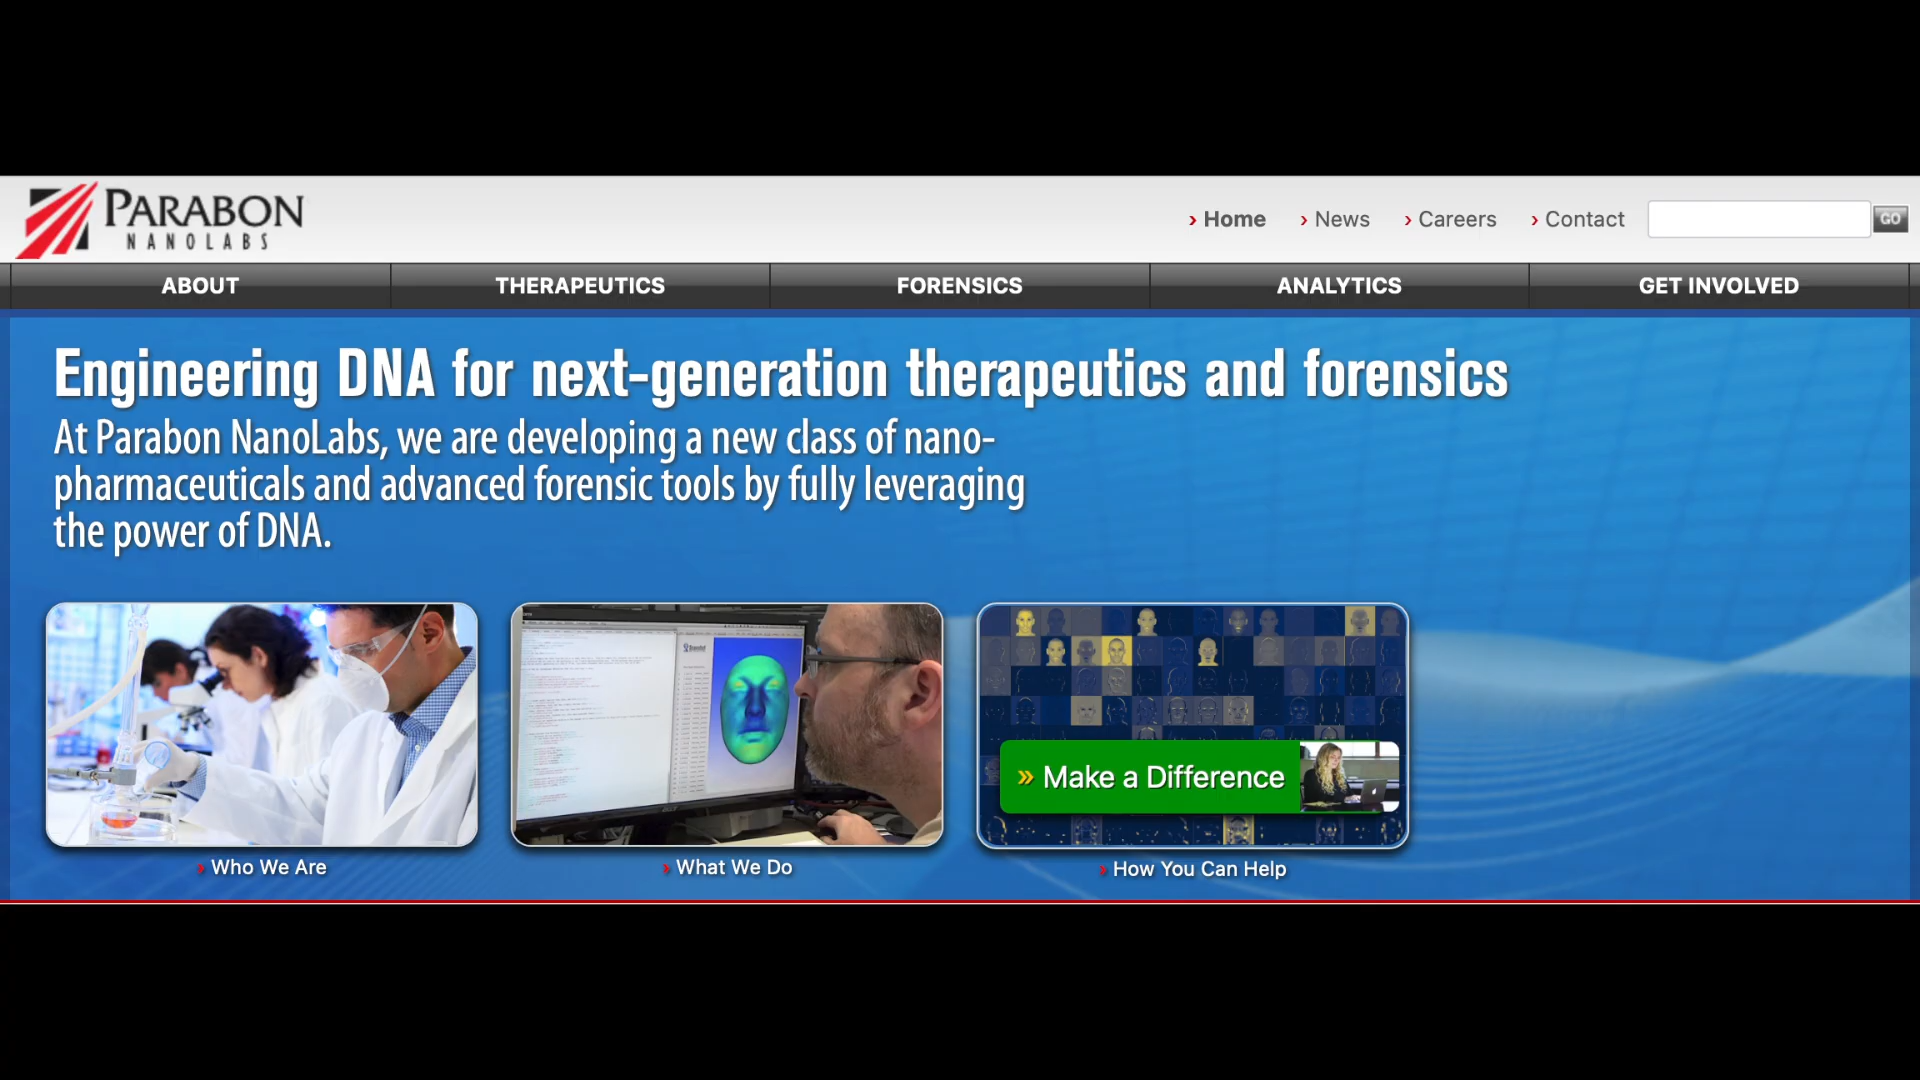 PARABON
NANOLABS
› Home › News › Careers › Contact GO
ABOUT THERAPEUTICS FORENSICS ANALYTICS GET INVOLVED
Engineering DNA for next-generation therapeutics and forensics
At Parabon NanoLabs, we are developing a new class of nano-
pharmaceuticals and advanced forensic tools by fully leveraging
the power of DNA.
» Make a Difference
› Who We Are › What We Do › How You Can Help